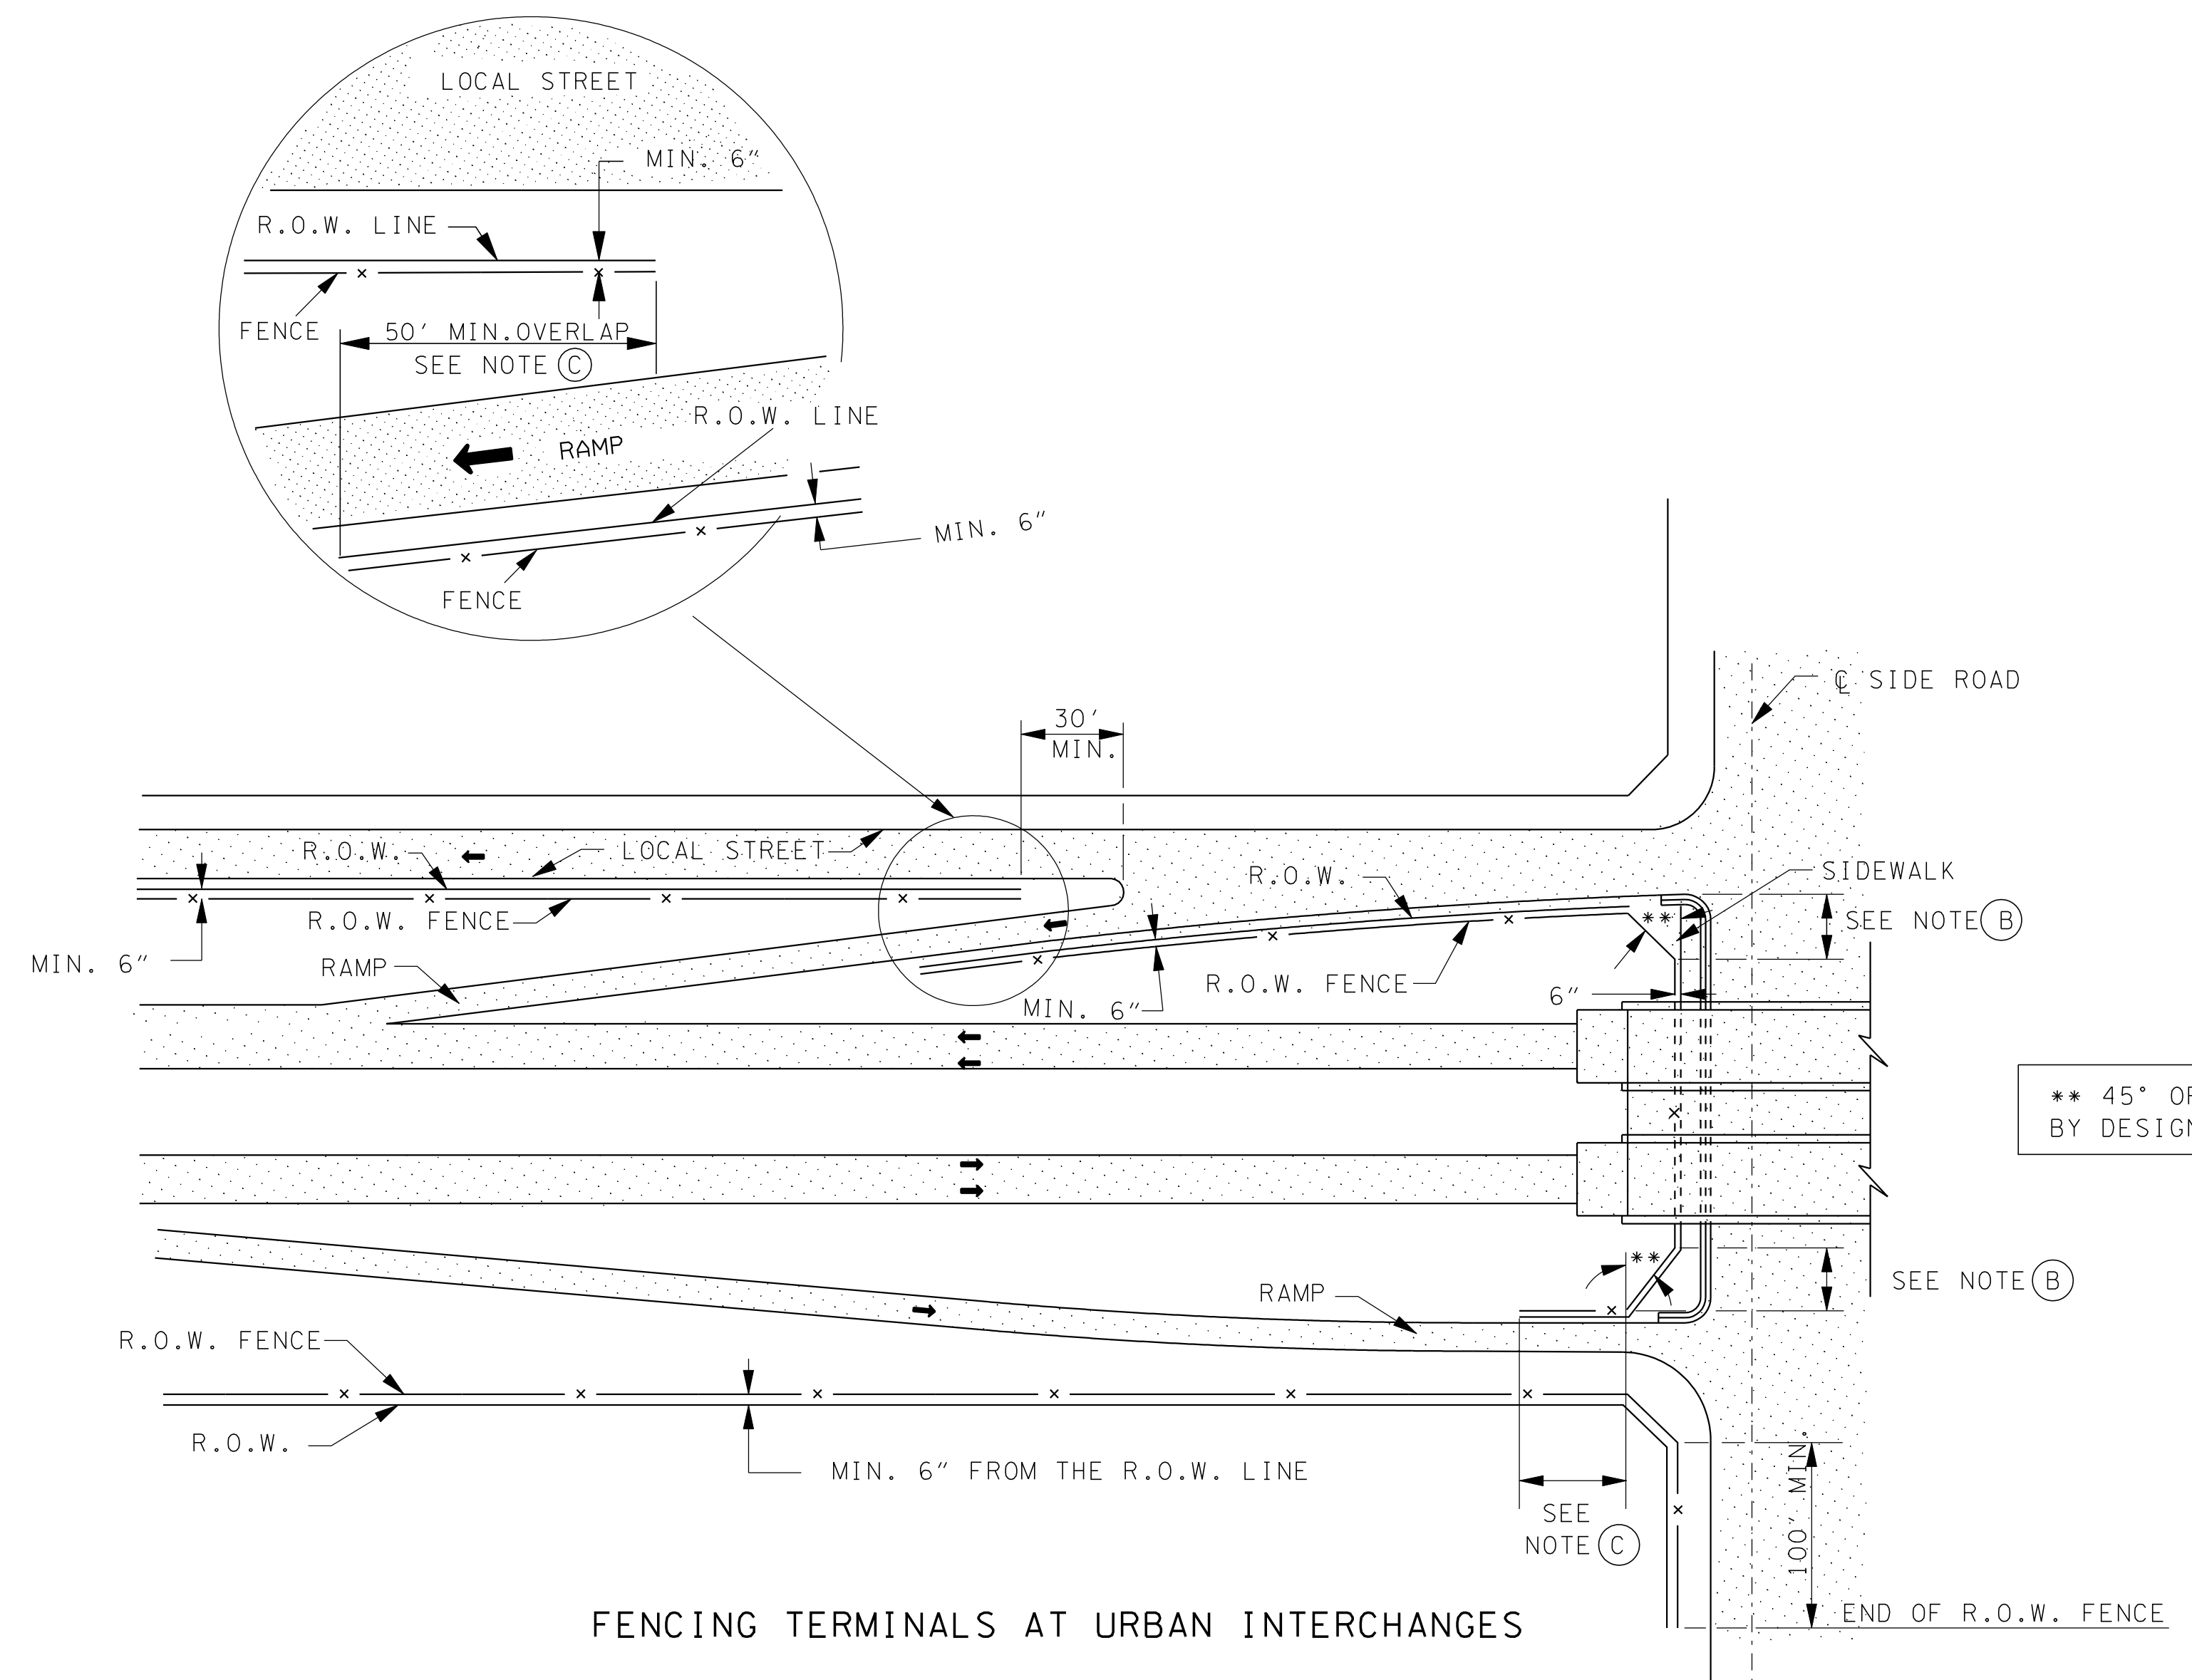 LOCAL STREET
MIN. 6"
R.O.W. LINE
FENCE
50' MIN.OVERLAP
SEE NOTE C
R.O.W. LINE
RAMP
MIN. 6"
FENCE
℄ SIDE ROAD
30'
MIN.
R.O.W.
LOCAL STREET
R.O.W.
SIDEWALK
R.O.W. FENCE
**
SEE NOTE B
MIN. 6"
RAMP
R.O.W. FENCE
6"
MIN. 6"
** 45° OR
BY DESIGN
**
SEE NOTE B
RAMP
R.O.W. FENCE
R.O.W.
MIN. 6" FROM THE R.O.W. LINE
100' MIN.
SEE
NOTE C
END OF R.O.W. FENCE
FENCING TERMINALS AT URBAN INTERCHANGES